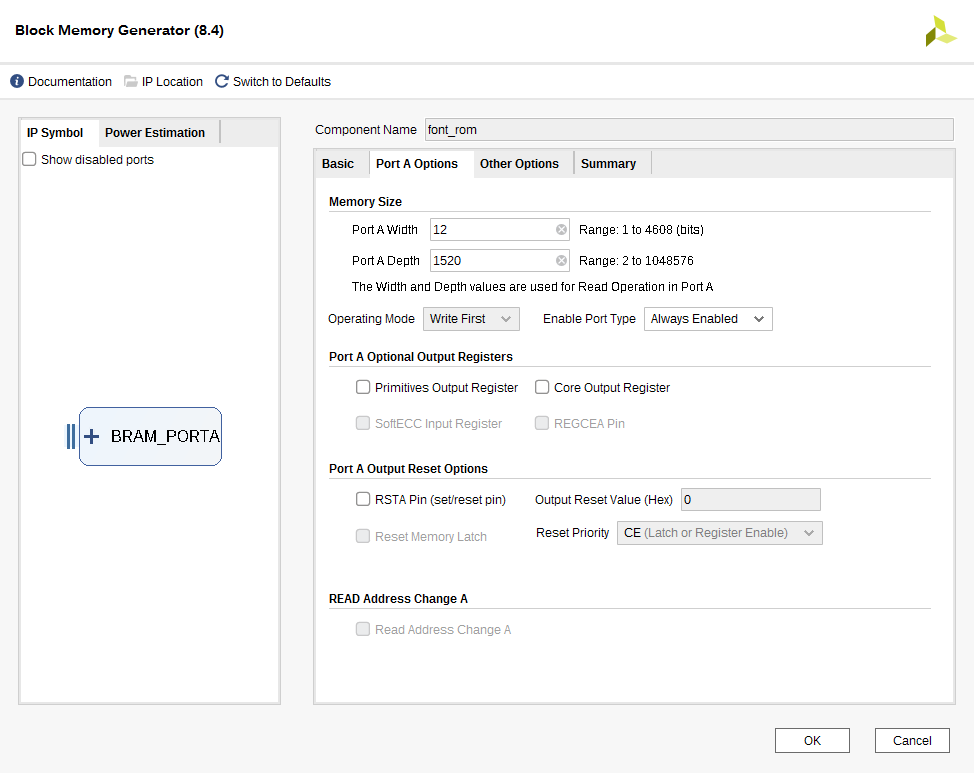 Block Memory Generator (8.4)
Documentation IP Location Switch to Defaults
IP Symbol Power Estimation
Show disabled ports
BRAM_PORTA
Component Name font_rom
Basic Port A Options Other Options Summary
Memory Size
Port A Width 12 Range: 1 to 4608 (bits)
Port A Depth 1520 Range: 2 to 1048576
The Width and Depth values are used for Read Operation in Port A
Operating Mode Write First Enable Port Type Always Enabled
Port A Optional Output Registers
Primitives Output Register Core Output Register
SoftECC Input Register REGCEA Pin
Port A Output Reset Options
RSTA Pin (set/reset pin) Output Reset Value (Hex) 0
Reset Memory Latch Reset Priority CE (Latch or Register Enable)
READ Address Change A
Read Address Change A
OK Cancel